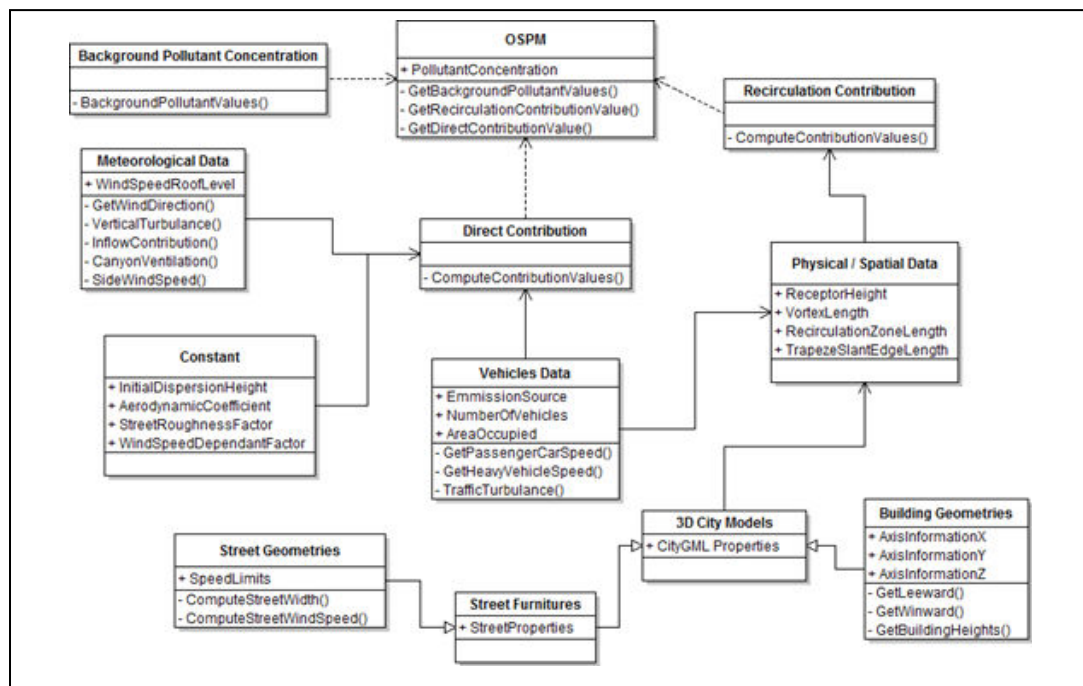 Background Pollutant Concentration
- BackgroundPollutantValues()
OSPM
+ PollutantConcentration
- GetBackgroundPollutantValues()
- GetRecirculationContributionValue()
- GetDirectContributionValue()
Recirculation Contribution
- ComputeContributionValues()
Meteorological Data
+ WindSpeedRoofLevel
- GetWindDirection()
- VerticalTurbulance()
- InflowContribution()
- CanyonVentilation()
- SideWindSpeed()
Direct Contribution
- ComputeContributionValues()
Physical / Spatial Data
+ ReceptorHeight
+ VortexLength
+ RecirculationZoneLength
+ TrapezeSlantEdgeLength
Constant
+ InitialDispersionHeight
+ AerodynamicCoefficient
+ StreetRoughnessFactor
+ WindSpeedDependantFactor
Vehicles Data
+ EmmissionSource
+ NumberOfVehicles
+ AreaOccupied
- GetPassengerCarSpeed()
- GetHeavyVehicleSpeed()
- TrafficTurbulance()
3D City Models
+ CityGML Properties
Building Geometries
+ AxisInformationX
+ AxisInformationY
+ AxisInformationZ
- GetLeeward()
- GetWinward()
- GetBuildingHeights()
Street Geometries
+ SpeedLimits
- ComputeStreetWidth()
- ComputeStreetWindSpeed()
Street Furnitures
+ StreetProperties